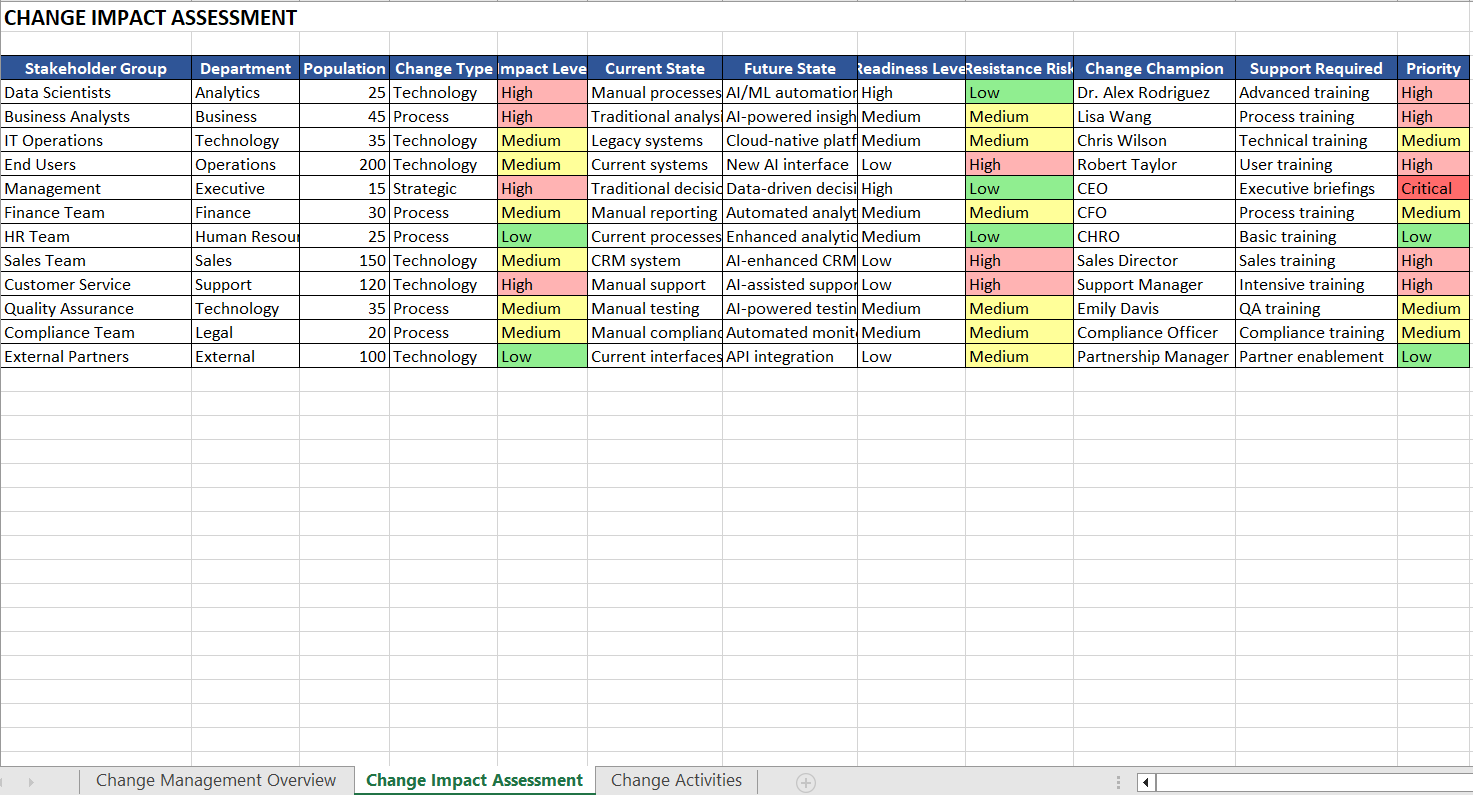 CHANGE IMPACT ASSESSMENT
Stakeholder Group Department Population Change Type Impact Leve Current State Future State Readiness Leve Resistance Risk Change Champion Support Required Priority
Data Scientists Analytics 25 Technology High Manual processes AI/ML automation High Low Dr. Alex Rodriguez Advanced training High
Business Analysts Business 45 Process High Traditional analysi AI-powered insigh Medium Medium Lisa Wang Process training High
IT Operations Technology 35 Technology Medium Legacy systems Cloud-native platf Medium Medium Chris Wilson Technical training Medium
End Users Operations 200 Technology Medium Current systems New AI interface Low High Robert Taylor User training High
Management Executive 15 Strategic High Traditional decisio Data-driven decisi High Low CEO Executive briefings Critical
Finance Team Finance 30 Process Medium Manual reporting Automated analyt Medium Medium CFO Process training Medium
HR Team Human Resour 25 Process Low Current processes Enhanced analytic Medium Low CHRO Basic training Low
Sales Team Sales 150 Technology Medium CRM system AI-enhanced CRM Low High Sales Director Sales training High
Customer Service Support 120 Technology High Manual support AI-assisted suppor Low High Support Manager Intensive training High
Quality Assurance Technology 35 Process Medium Manual testing AI-powered testin Medium Medium Emily Davis QA training Medium
Compliance Team Legal 20 Process Medium Manual complianc Automated monit Medium Medium Compliance Officer Compliance training Medium
External Partners External 100 Technology Low Current interfaces API integration Low Medium Partnership Manager Partner enablement Low
Change Management Overview Change Impact Assessment Change Activities